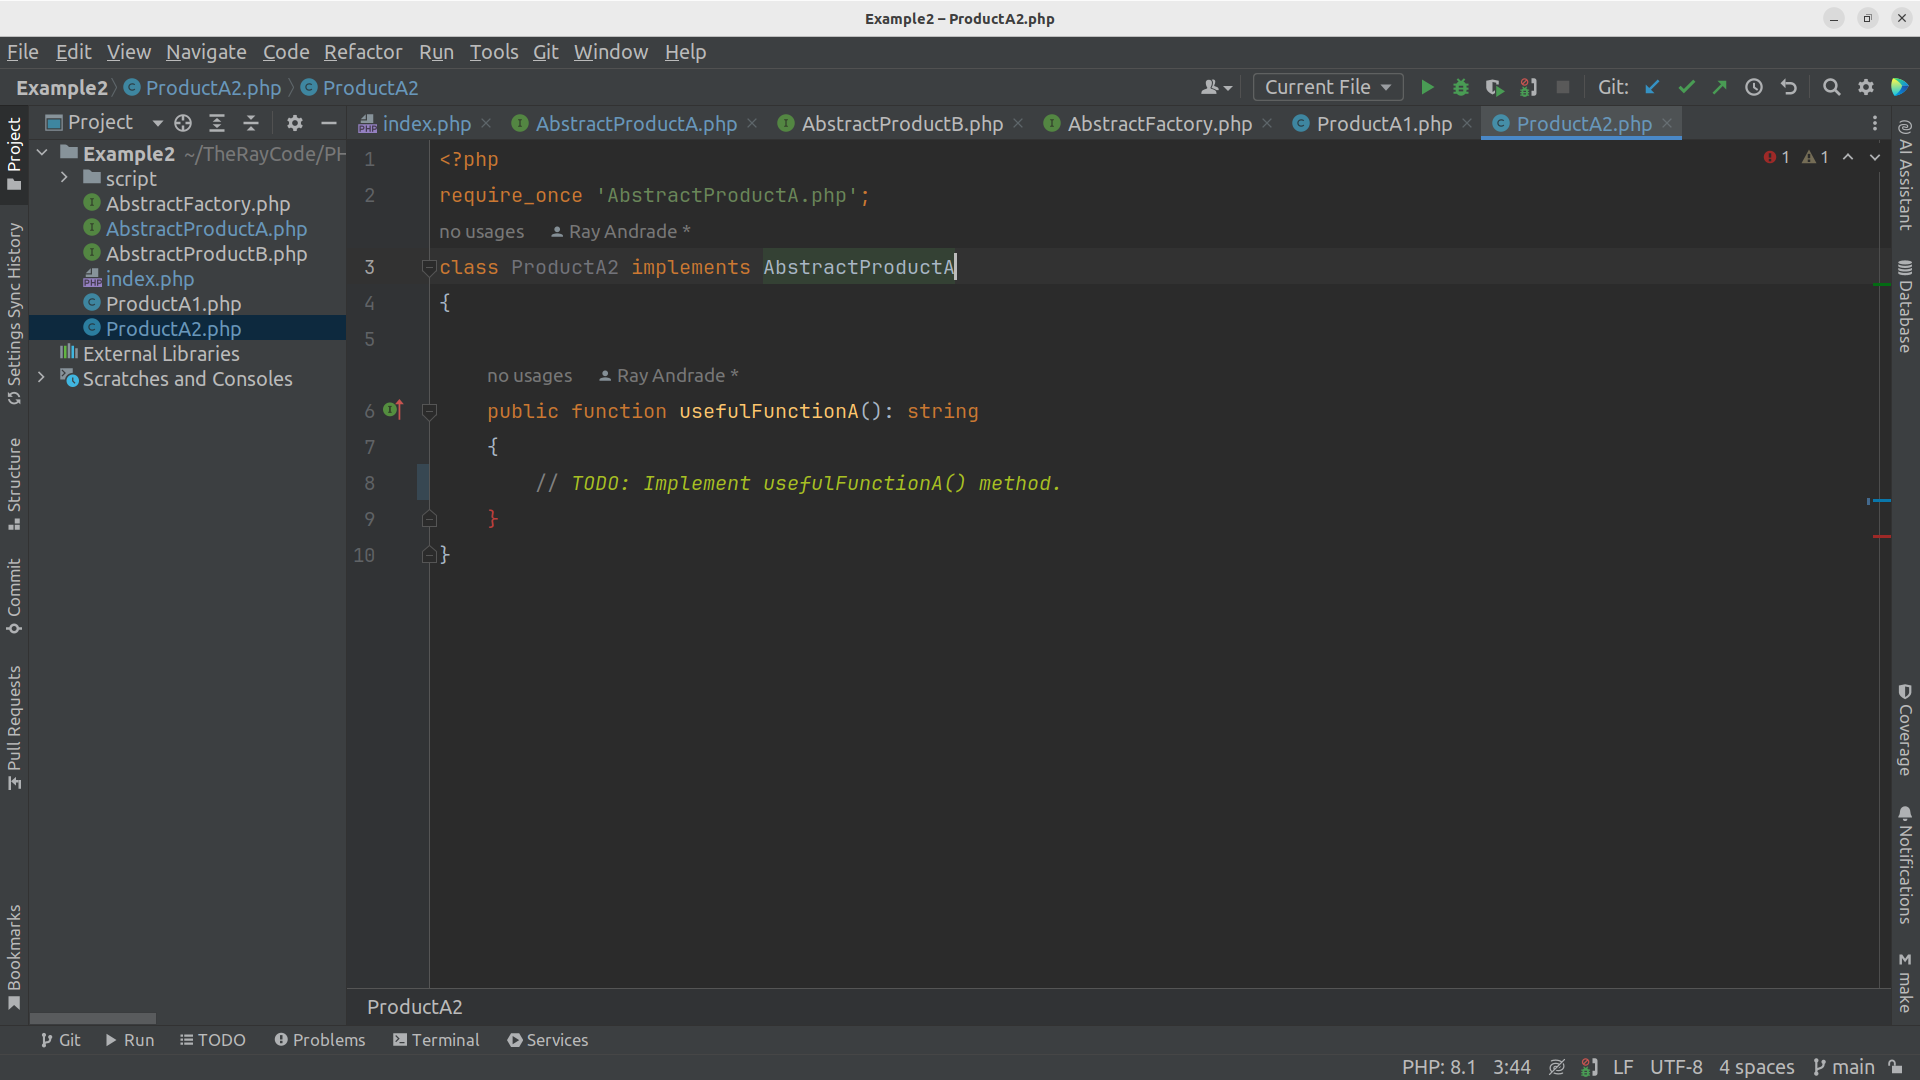 Example2 – ProductA2.php
File Edit View Navigate Code Refactor Run Tools Git Window Help
Example2 ProductA2.php ProductA2 Current File Git:
Project index.php AbstractProductA.php AbstractProductB.php AbstractFactory.php ProductA1.php ProductA2.php
Example2 ~/TheRayCode/PH
script
AbstractFactory.php
AbstractProductA.php
AbstractProductB.php
index.php
ProductA1.php
ProductA2.php
External Libraries
Scratches and Consoles
Project
Settings Sync History
Structure
Commit
Pull Requests
Bookmarks
1 <?php
2 require_once 'AbstractProductA.php';
no usages Ray Andrade *
3 class ProductA2 implements AbstractProductA
4 {
5
no usages Ray Andrade *
6 public function usefulFunctionA(): string
7 {
8 // TODO: Implement usefulFunctionA() method.
9 }
10 }
1 1
AI Assistant
Database
Coverage
Notifications
make
ProductA2
Git Run TODO Problems Terminal Services
PHP: 8.1 3:44 LF UTF-8 4 spaces main